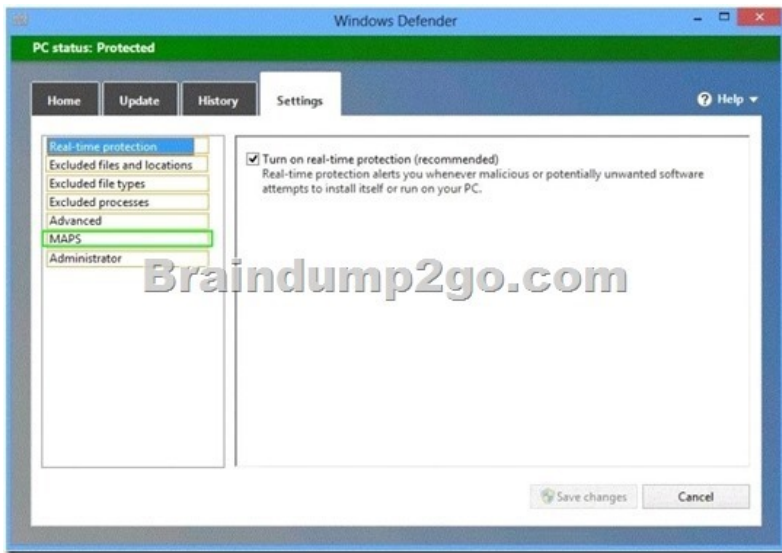 Windows Defender
PC status: Protected
Home
Update
History
Settings
Help
Real-time protection
Excluded files and locations
Excluded file types
Excluded processes
Advanced
MAPS
Administrator
Turn on real-time protection (recommended)
Real-time protection alerts you whenever malicious or potentially unwanted software
attempts to install itself or run on your PC.
Braindump2go.com
Save changes
Cancel